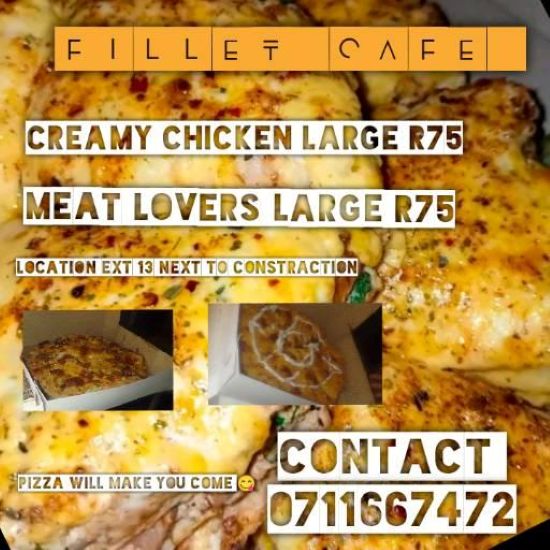 FILLET CAFE
CREAMY CHICKEN LARGE R75
MEAT LOVERS LARGE R75
LOCATION EXT 13 NEXT TO CONSTRACTION
PIZZA WILL MAKE YOU COME 😋
CONTACT
0711667472